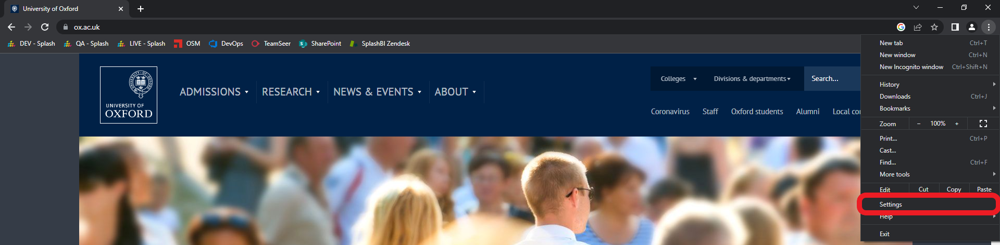 University of Oxford
ox.ac.uk
DEV - Splash QA - Splash LIVE - Splash OSM DevOps TeamSeer SharePoint SplashBI Zendesk
UNIVERSITY OF
OXFORD
ADMISSIONS RESEARCH NEWS & EVENTS ABOUT
Colleges Divisions & departments Search...
Coronavirus Staff Oxford students Alumni Local co
New tab Ctrl+T
New window Ctrl+N
New Incognito window Ctrl+Shift+N
History
Downloads Ctrl+J
Bookmarks
Zoom − 100% +
Print... Ctrl+P
Cast...
Find... Ctrl+F
More tools
Edit Cut Copy Paste
Settings
Help
Exit